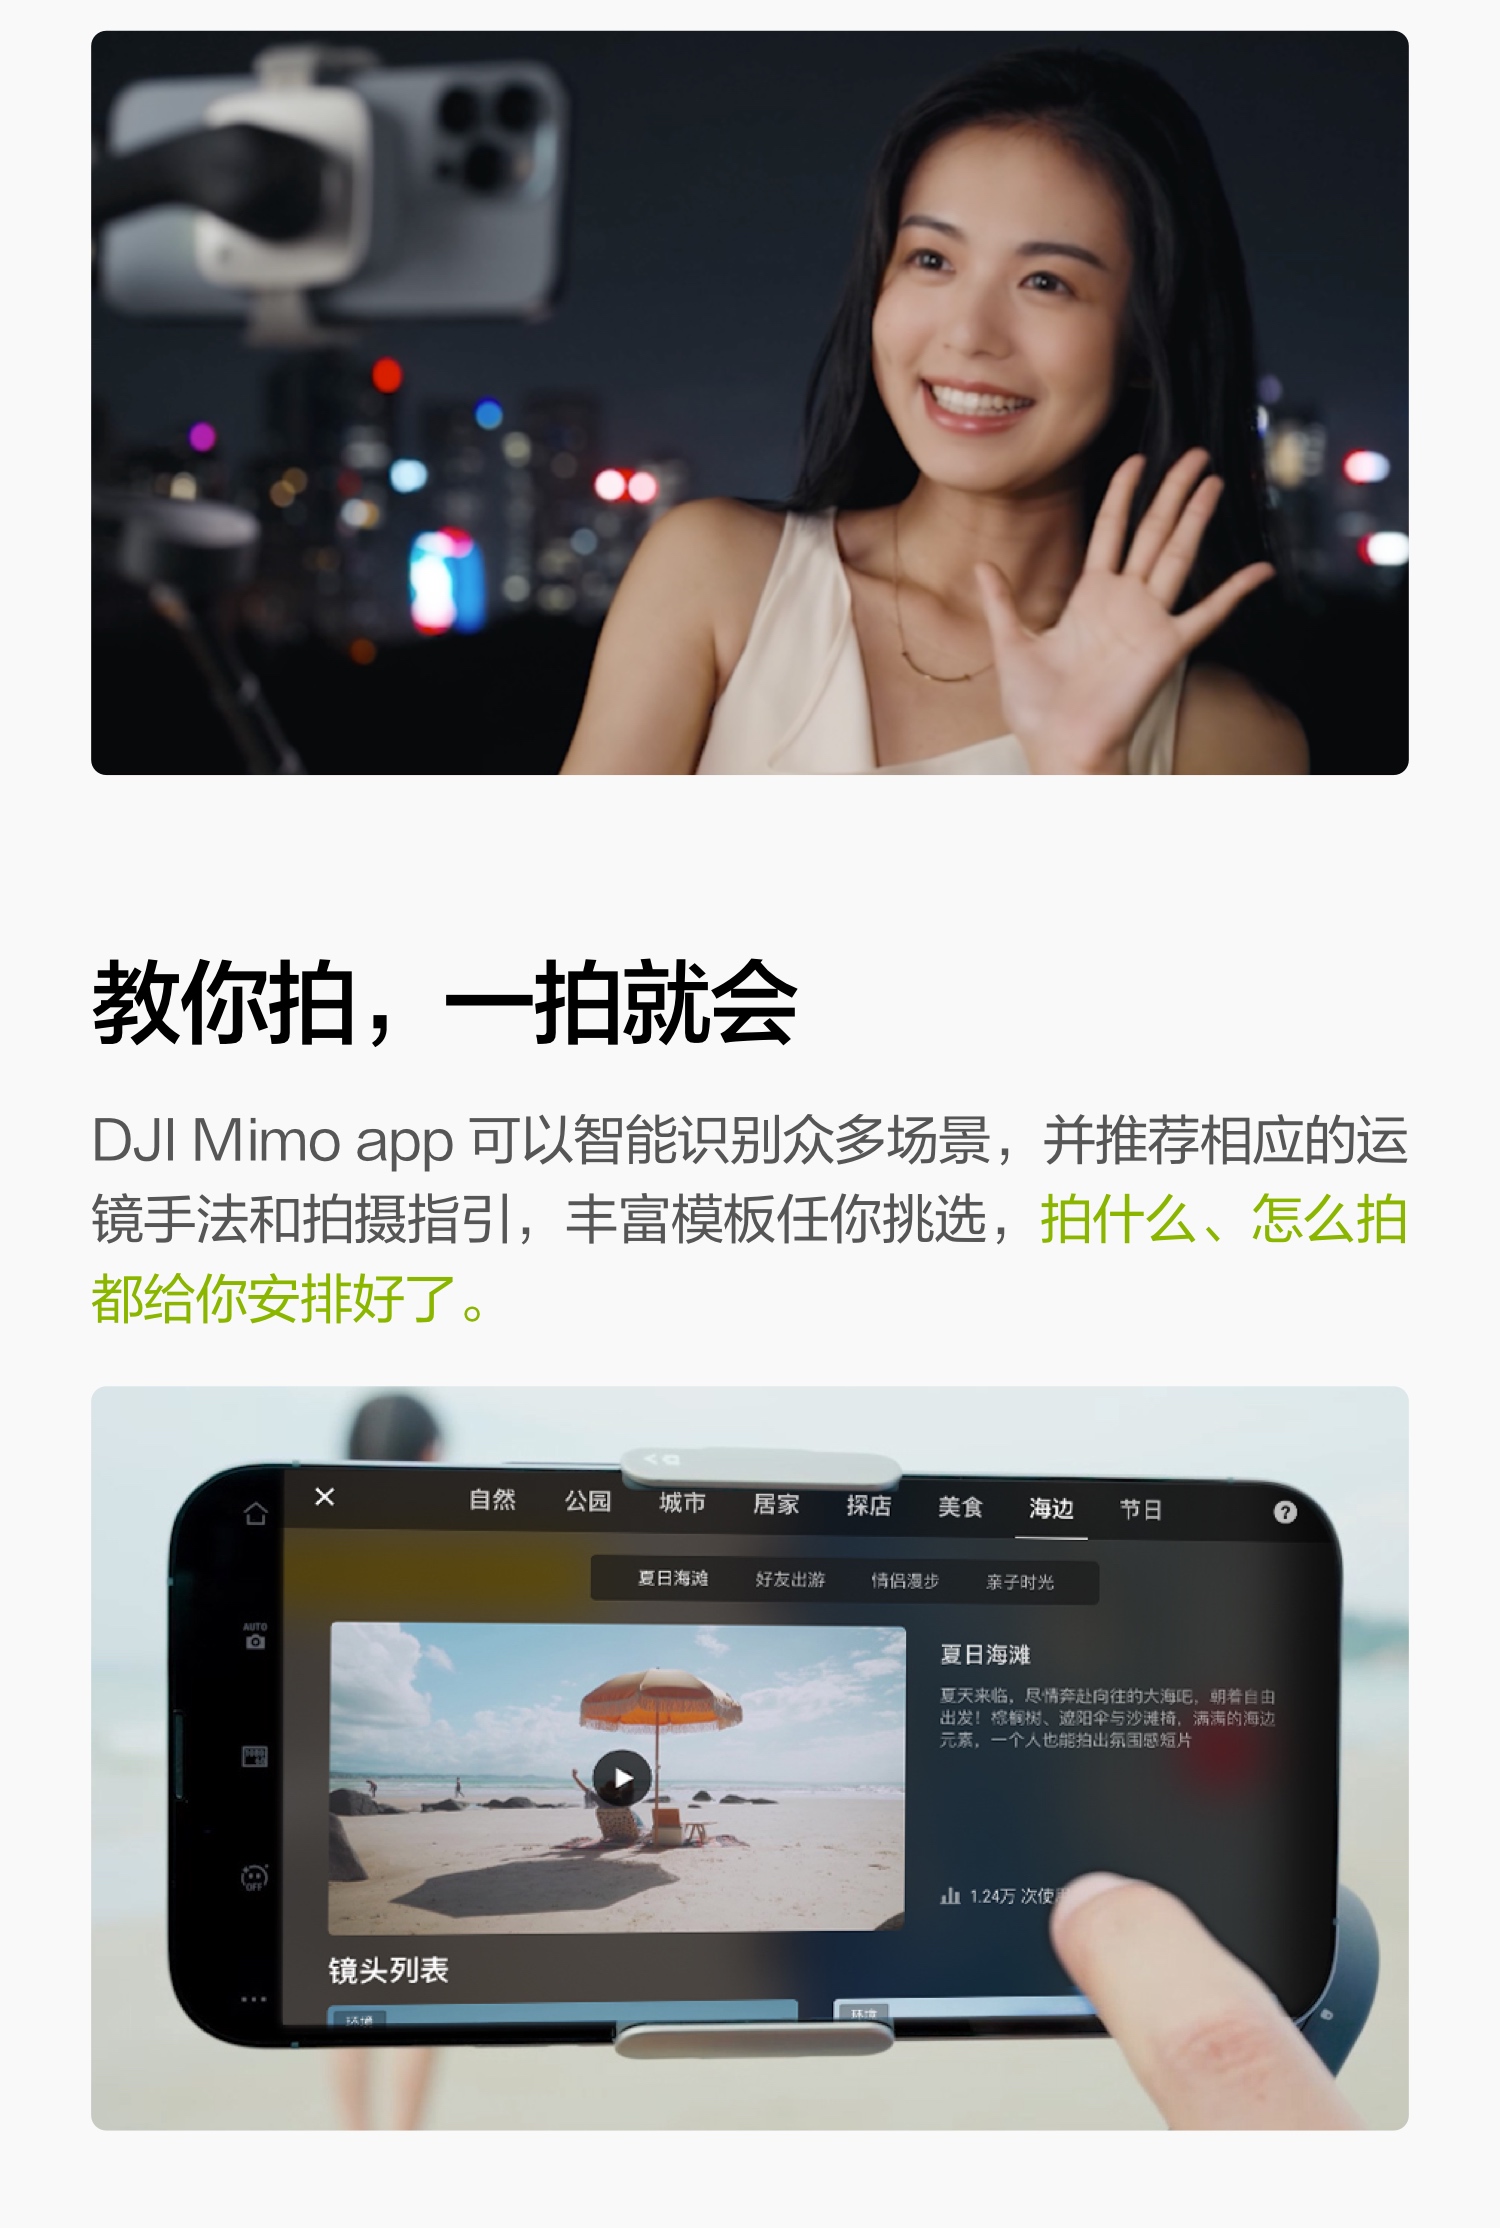 教你拍，一拍就会
DJI Mimo app 可以智能识别众多场景，并推荐相应的运
镜手法和拍摄指引，丰富模板任你挑选，拍什么、怎么拍
都给你安排好了。
自然 公园 城市 居家 探店 美食 海边 节日
?
夏日海滩 好友出游 情侣漫步 亲子时光
AUTO
夏日海滩
夏天来临，尽情奔赴向往的大海吧，朝着自由
出发！棕榈树、遮阳伞与沙滩椅，满满的海边
元素，一个人也能拍出氛围感短片
OFF
1.24万 次使
镜头列表
环境 环境